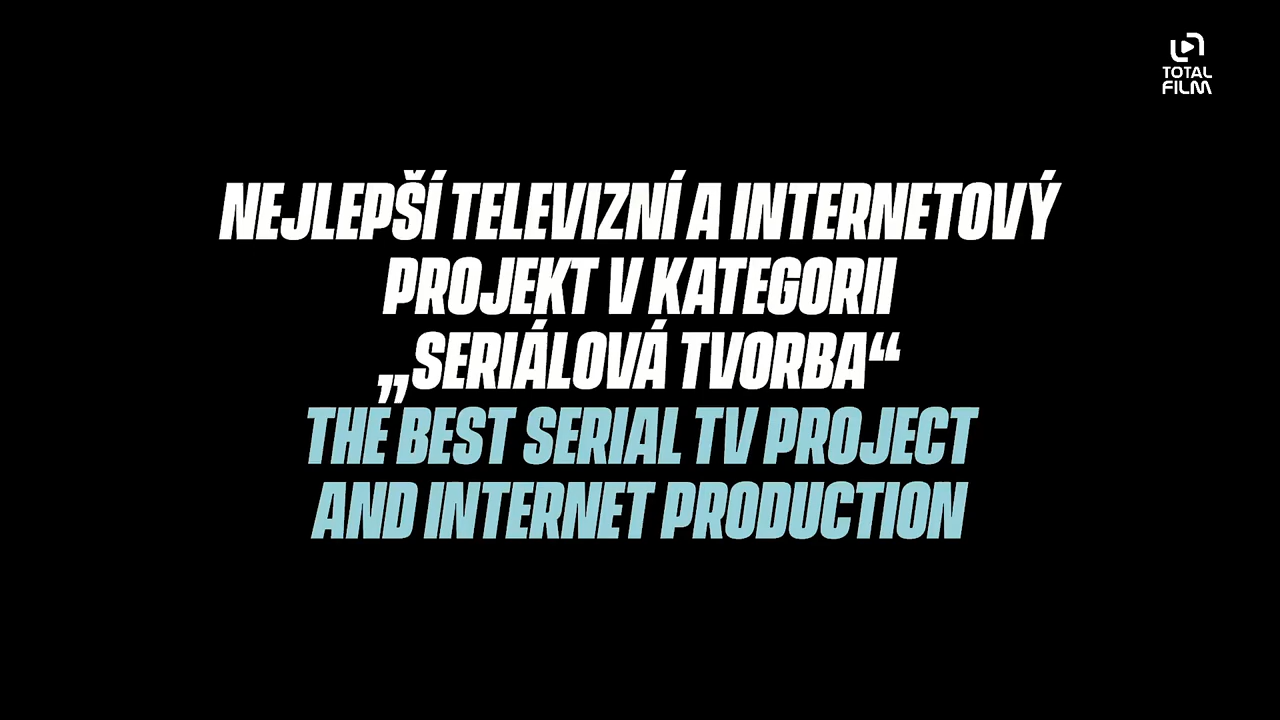 TOTAL
FILM
NEJLEPŠÍ TELEVIZNÍ A INTERNETOVÝ
PROJEKT V KATEGORII
„SERIÁLOVÁ TVORBA“
THE BEST SERIAL TV PROJECT
AND INTERNET PRODUCTION